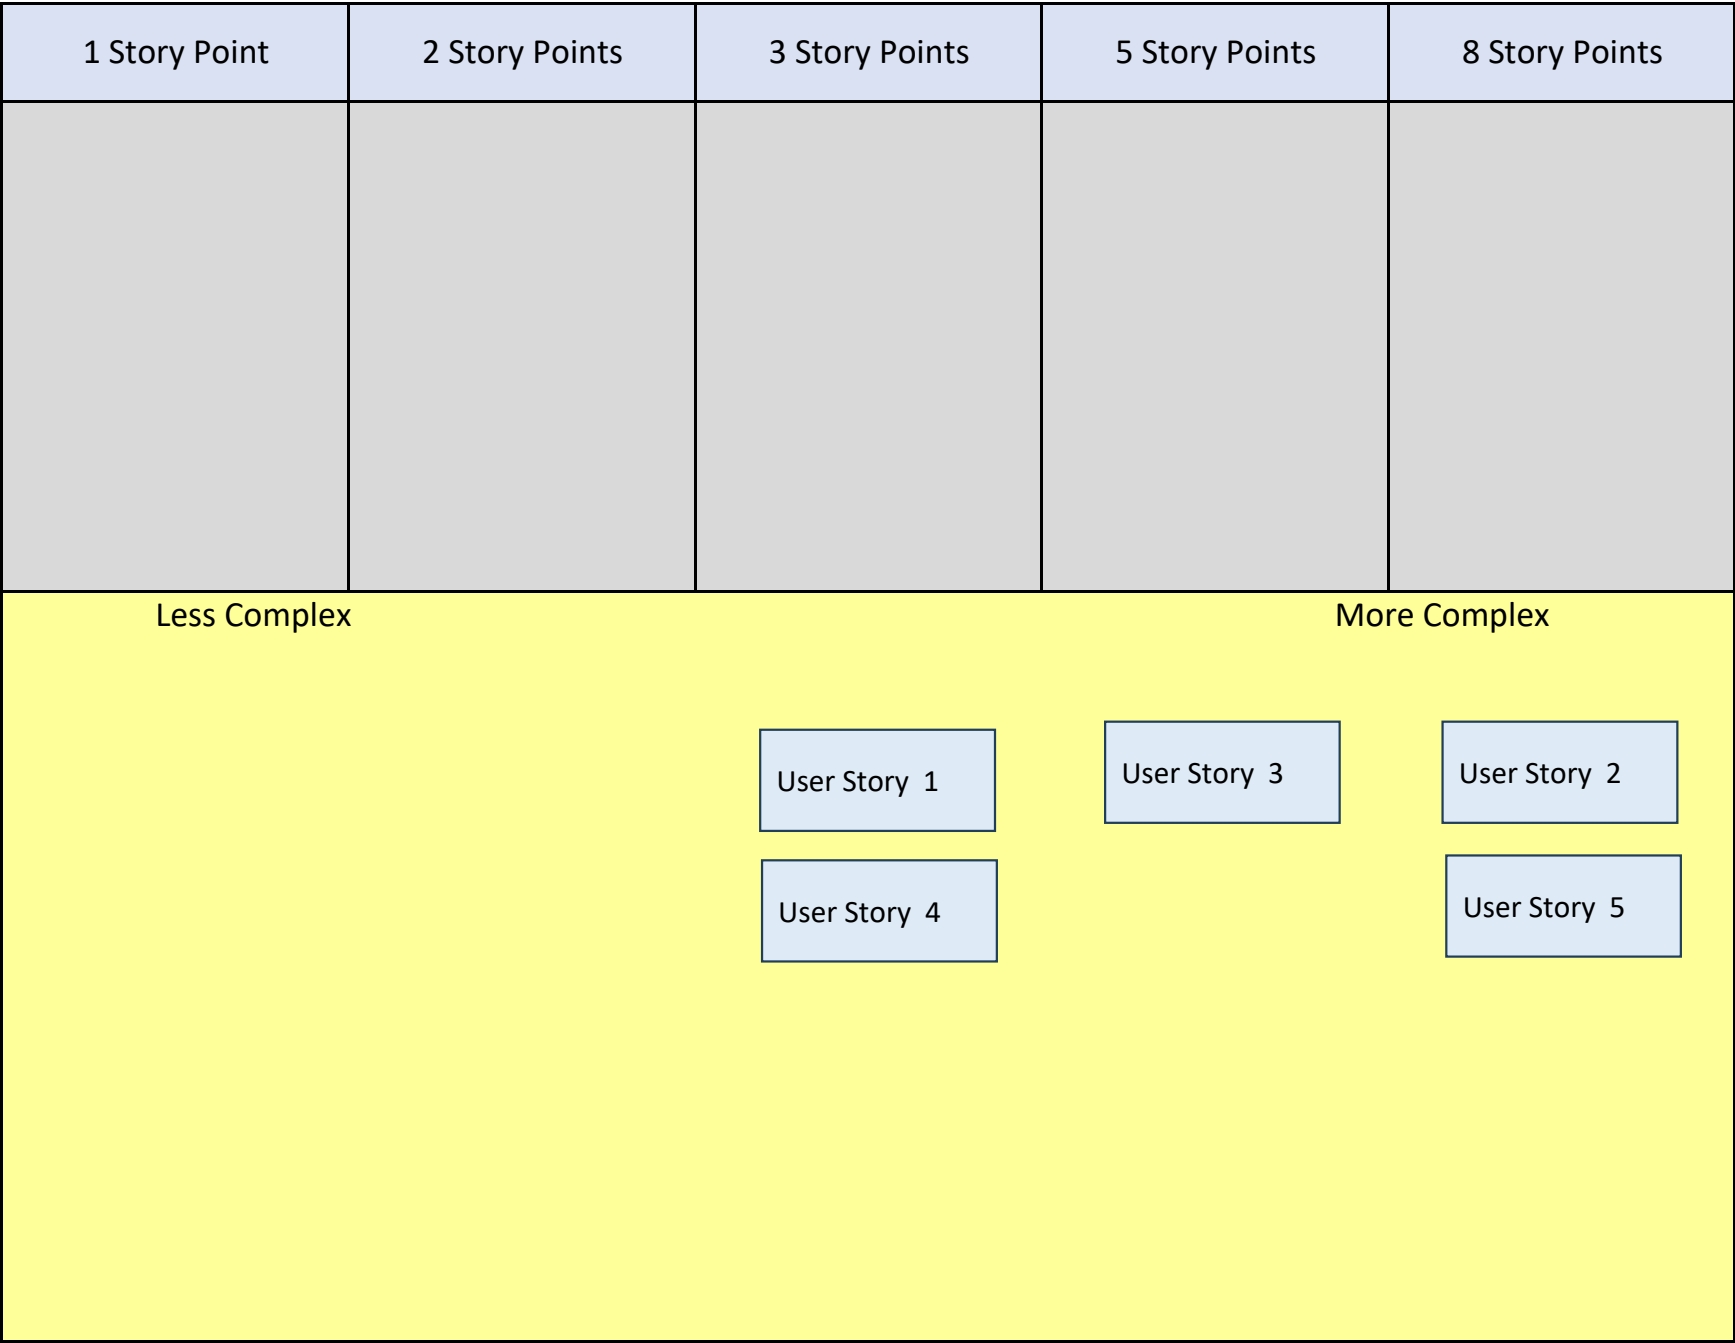 1 Story Point
2 Story Points
3 Story Points
5 Story Points
8 Story Points
Less Complex
More Complex
User Story 1
User Story 3
User Story 2
User Story 4
User Story 5